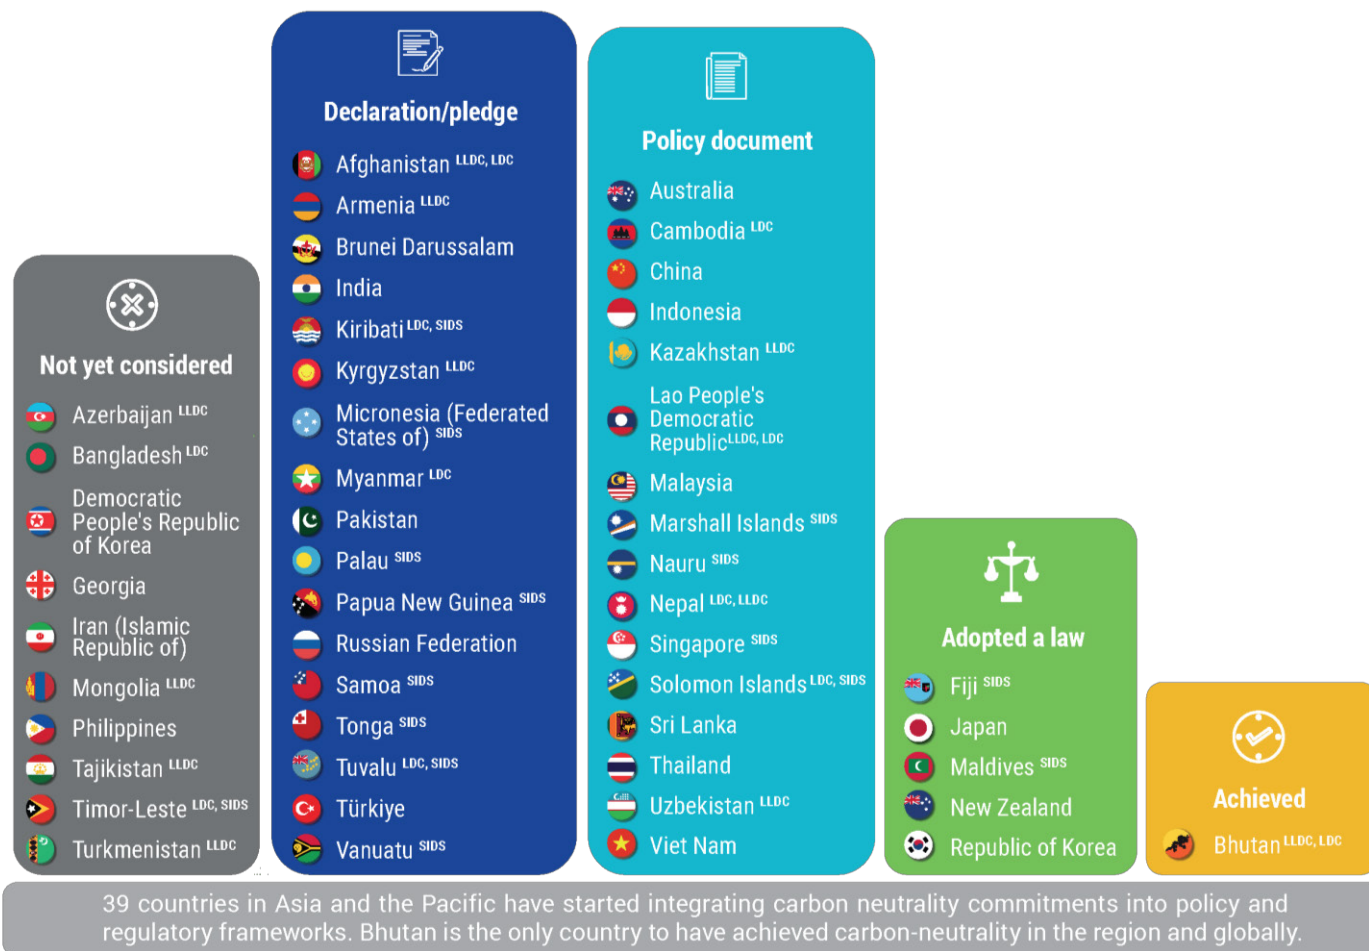 Not yet considered
Azerbaijan LLDC
Bangladesh LDC
Democratic
People's Republic
of Korea
Georgia
Iran (Islamic
Republic of)
Mongolia LLDC
Philippines
Tajikistan LLDC
Timor-Leste LDC, SIDS
Turkmenistan LLDC
Declaration/pledge
Afghanistan LLDC, LDC
Armenia LLDC
Brunei Darussalam
India
Kiribati LDC, SIDS
Kyrgyzstan LLDC
Micronesia (Federated
States of) SIDS
Myanmar LDC
Pakistan
Palau SIDS
Papua New Guinea SIDS
Russian Federation
Samoa SIDS
Tonga SIDS
Tuvalu LDC, SIDS
Türkiye
Vanuatu SIDS
Policy document
Australia
Cambodia LDC
China
Indonesia
Kazakhstan LLDC
Lao People's
Democratic
Republic LLDC, LDC
Malaysia
Marshall Islands SIDS
Nauru SIDS
Nepal LDC, LLDC
Singapore SIDS
Solomon Islands LDC, SIDS
Sri Lanka
Thailand
Uzbekistan LLDC
Viet Nam
Adopted a law
Fiji SIDS
Japan
Maldives SIDS
New Zealand
Republic of Korea
Achieved
Bhutan LLDC, LDC
39 countries in Asia and the Pacific have started integrating carbon neutrality commitments into policy and
regulatory frameworks. Bhutan is the only country to have achieved carbon-neutrality in the region and globally.